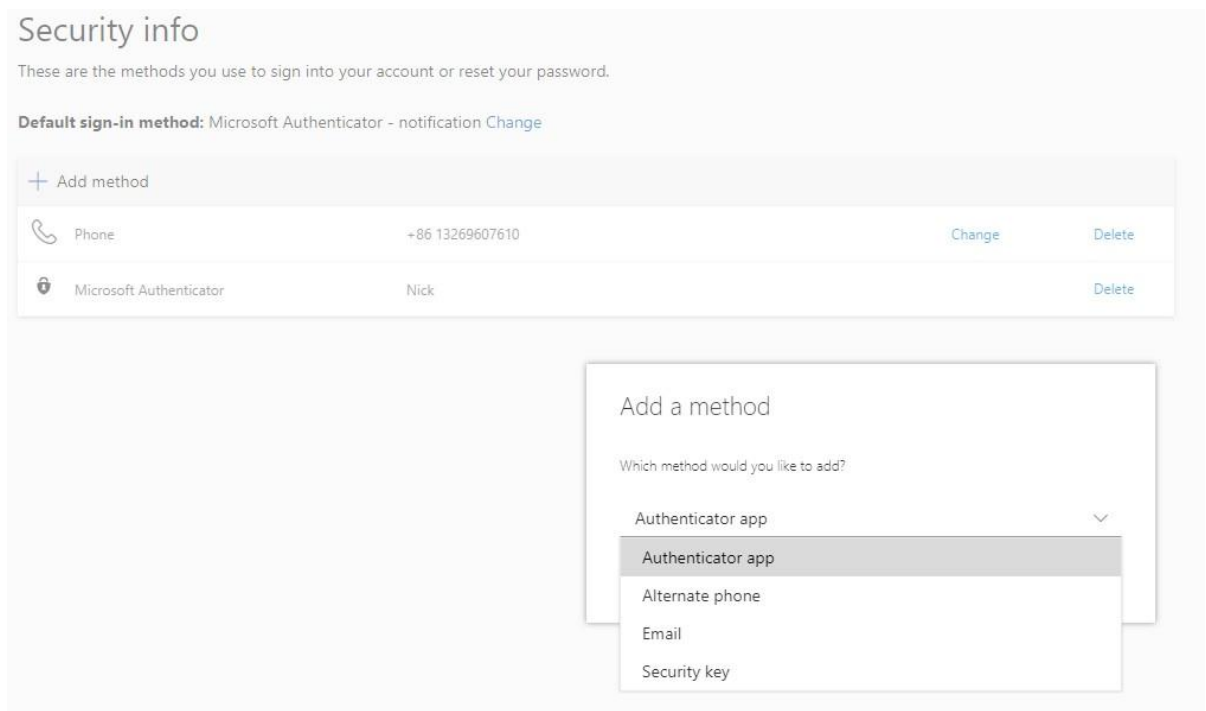 Security info
These are the methods you use to sign into your account or reset your password.
Default sign-in method: Microsoft Authenticator - notification Change
Add method
Phone +86 13269607610 Change Delete
Microsoft Authenticator Nick Delete
Add a method
Which method would you like to add?
Authenticator app
Authenticator app
Alternate phone
Email
Security key